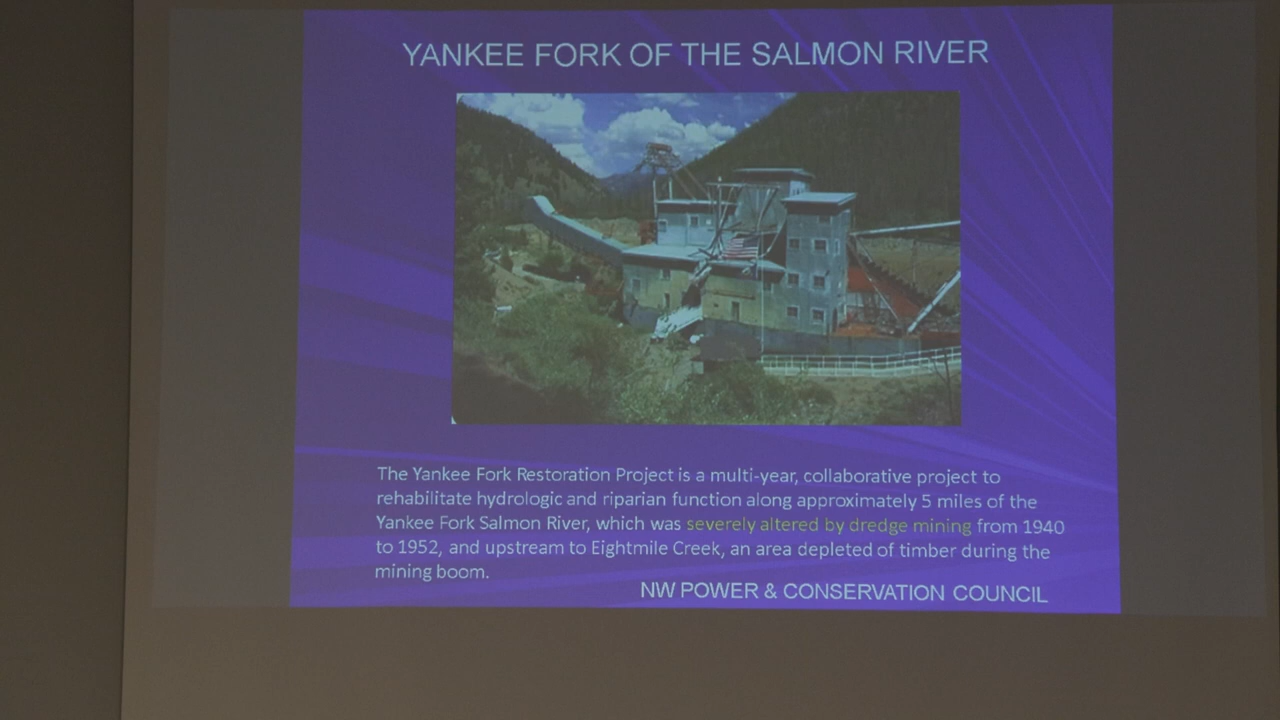 YANKEE FORK OF THE SALMON RIVER
The Yankee Fork Restoration Project is a multi-year, collaborative project to
rehabilitate hydrologic and riparian function along approximately 5 miles of the
Yankee Fork Salmon River, which was severely altered by dredge mining from 1940
to 1952, and upstream to Eightmile Creek, an area depleted of timber during the
mining boom.
NW POWER & CONSERVATION COUNCIL